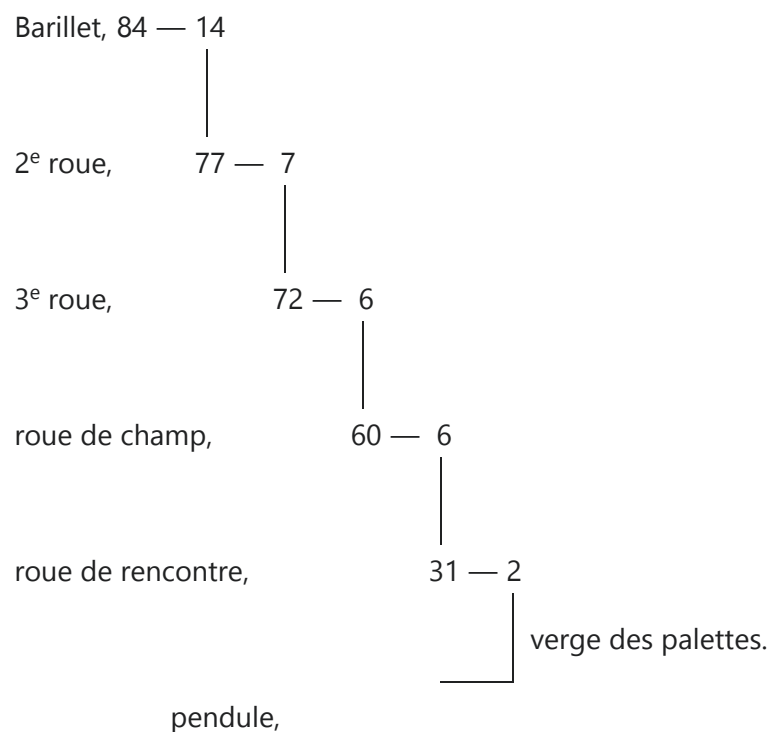 Barillet, 84 — 14
2e roue, 77 — 7
3e roue, 72 — 6
roue de champ, 60 — 6
roue de rencontre, 31 — 2
verge des palettes.
pendule,